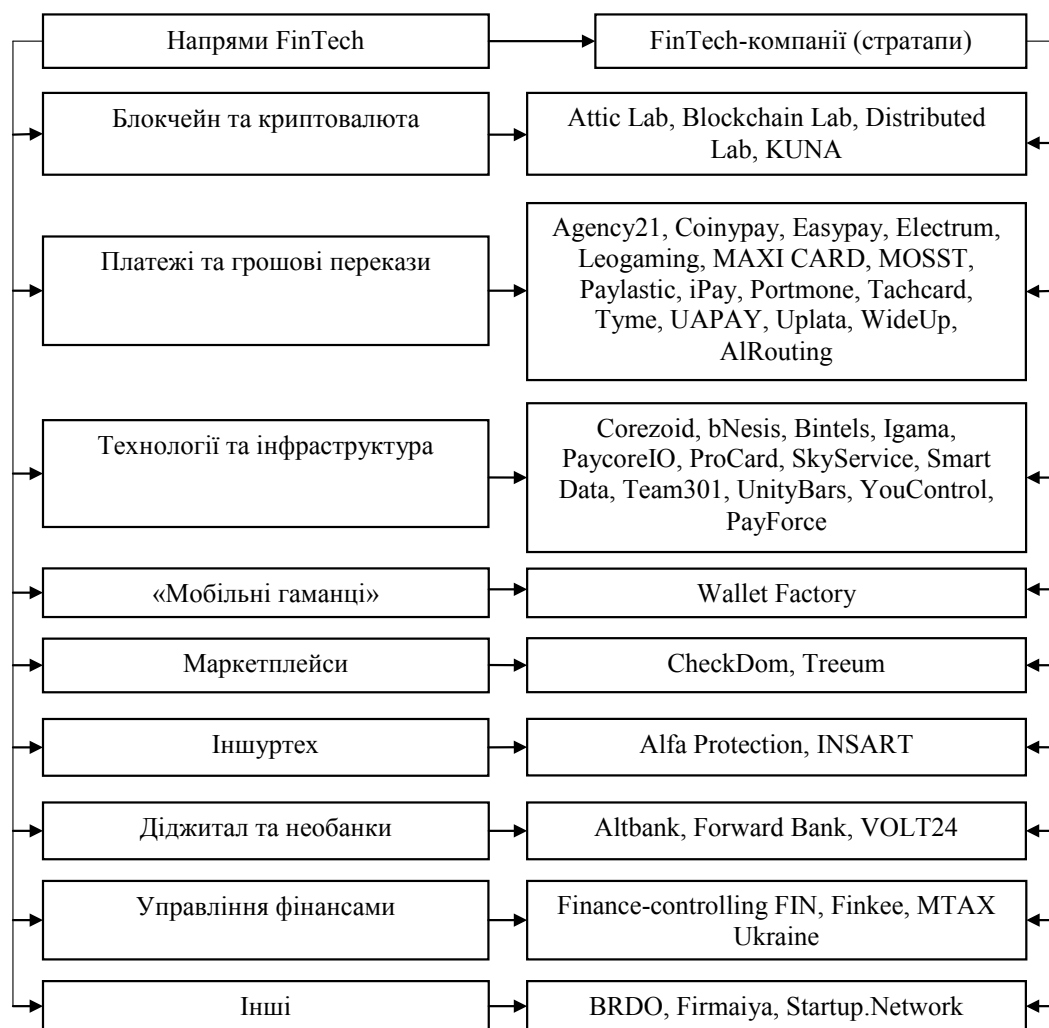 Напрями FinTech
FinTech-компанії (стратапи)
Блокчейн та криптовалюта
Attic Lab, Blockchain Lab, Distributed
Lab, KUNA
Платежі та грошові перекази
Agency21, Coinypay, Easypay, Electrum,
Leogaming, MAXI CARD, MOSST,
Paylastic, iPay, Portmone, Tachcard,
Tyme, UAPAY, Uplata, WideUp,
AlRouting
Технології та інфраструктура
Corezoid, bNesis, Bintels, Igama,
PaycoreIO, ProCard, SkyService, Smart
Data, Team301, UnityBars, YouControl,
PayForce
«Мобільні гаманці»
Wallet Factory
Маркетплейси
CheckDom, Treeum
Іншуртех
Alfa Protection, INSART
Діджитал та необанки
Altbank, Forward Bank, VOLT24
Управління фінансами
Finance-controlling FIN, Finkee, MTAX
Ukraine
Інші
BRDO, Firmaiya, Startup.Network